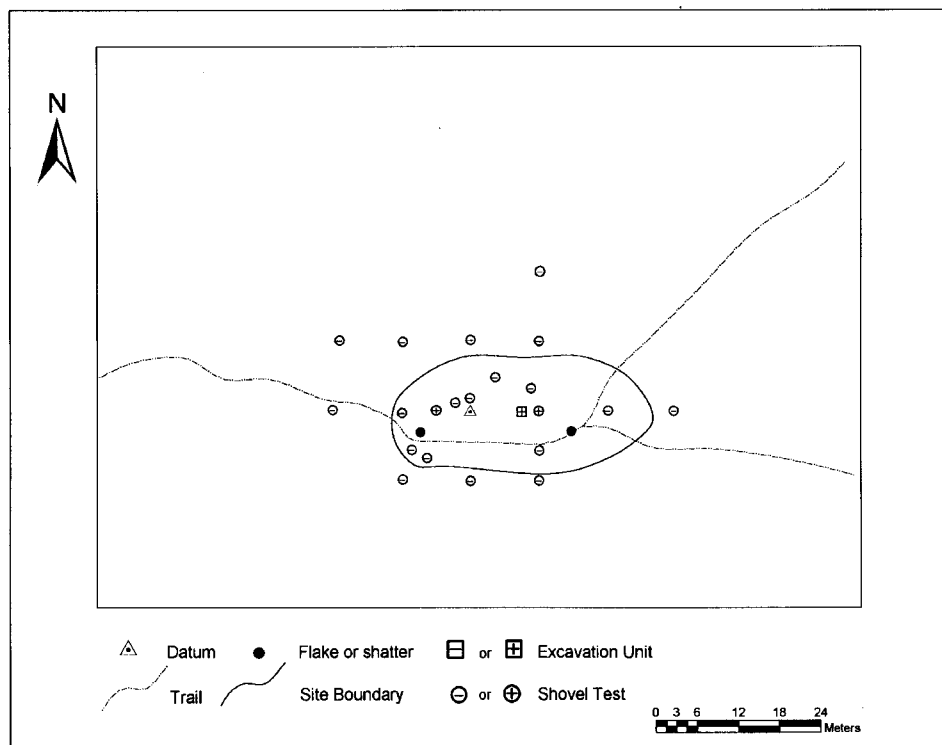 N
Datum Flake or shatter or Excavation Unit
Trail Site Boundary or Shovel Test
0 3 6 12 18 24
Meters